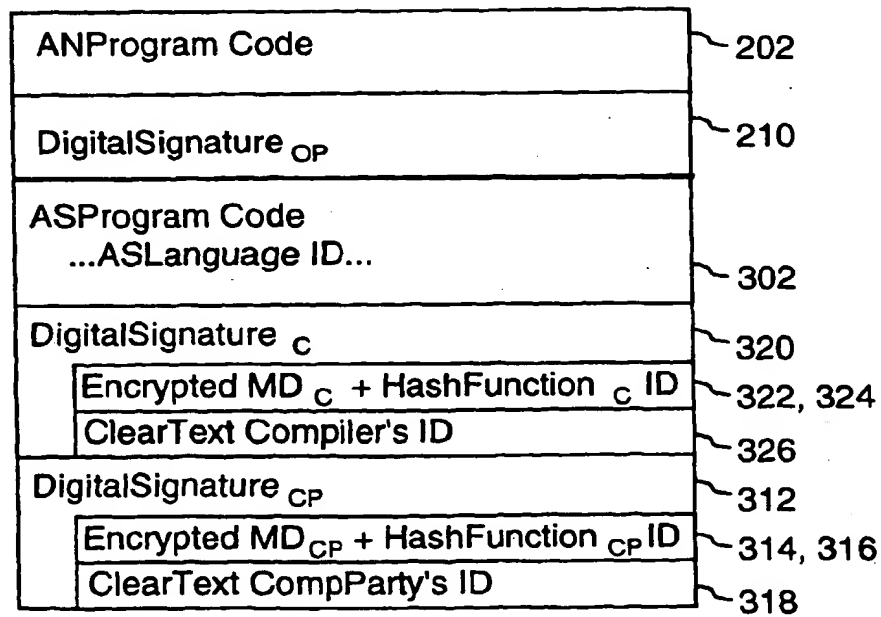 ANProgram Code 202
DigitalSignature OP 210
ASProgram Code
...ASLanguage ID... 302
DigitalSignature C 320
Encrypted MD C + HashFunction C ID 322, 324
ClearText Compiler's ID 326
DigitalSignature CP 312
Encrypted MD CP + HashFunction CP ID 314, 316
ClearText CompParty's ID 318